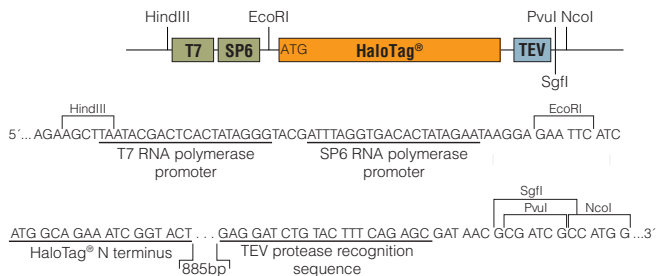 HindIII EcoRI PvuI NcoI
T7 SP6 ATG HaloTag® TEV
SgfI
HindIII EcoRI
5´... AGAAGCTTAATACGACTCACTATAGGGTACGATTTAGGTGACACTATAGAATAAGGA GAA TTC ATC
T7 RNA polymerase SP6 RNA polymerase
promoter promoter
SgfI
PvuI NcoI
ATG GCA GAA ATC GGT ACT . . . GAG GAT CTG TAC TTT CAG AGC GAT AAC GCG ATC GCC ATG G...3´
HaloTag® N terminus TEV protease recognition
885bp sequence